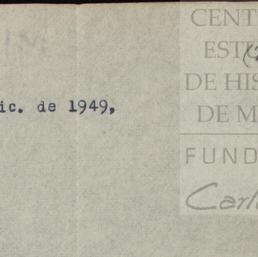 CENT
EST
DE HIS
ic. de 1949,
DE M
FUND
Carl